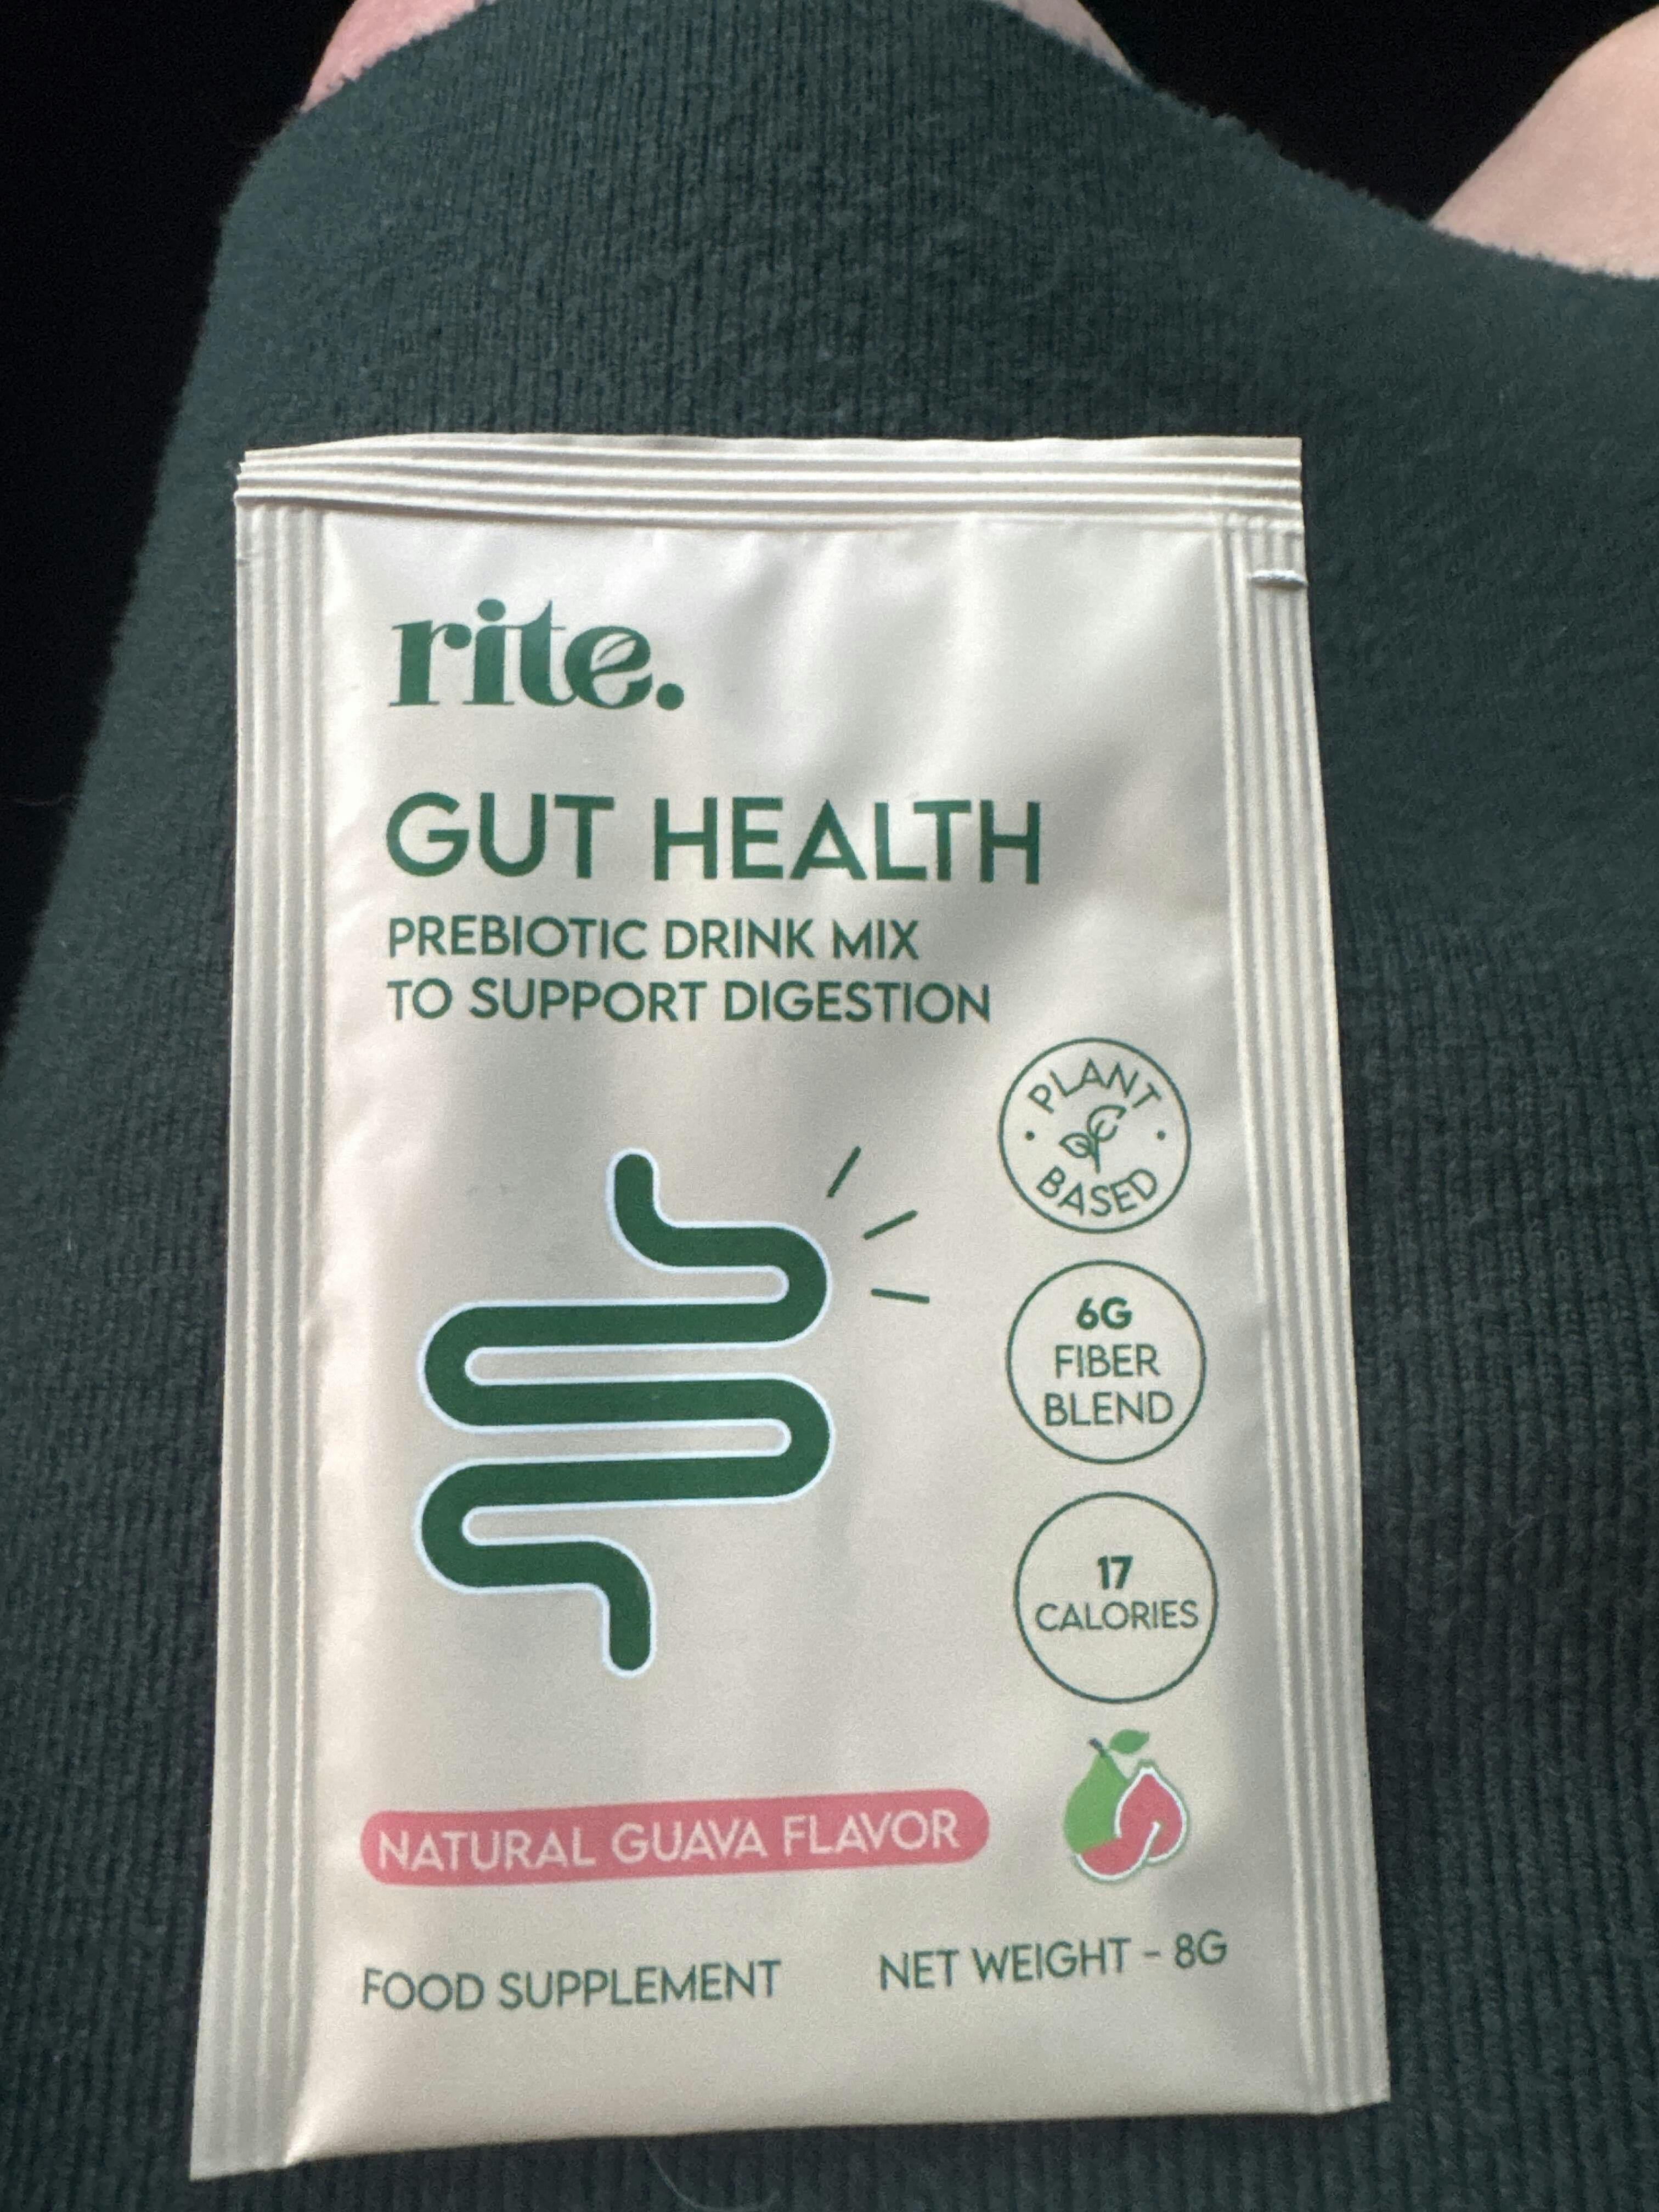 rite.
GUT HEALTH
PREBIOTIC DRINK MIX
TO SUPPORT DIGESTION
PLANT
BASED
6G
FIBER
BLEND
17
CALORIES
NATURAL GUAVA FLAVOR
FOOD SUPPLEMENT
NET WEIGHT - 8G